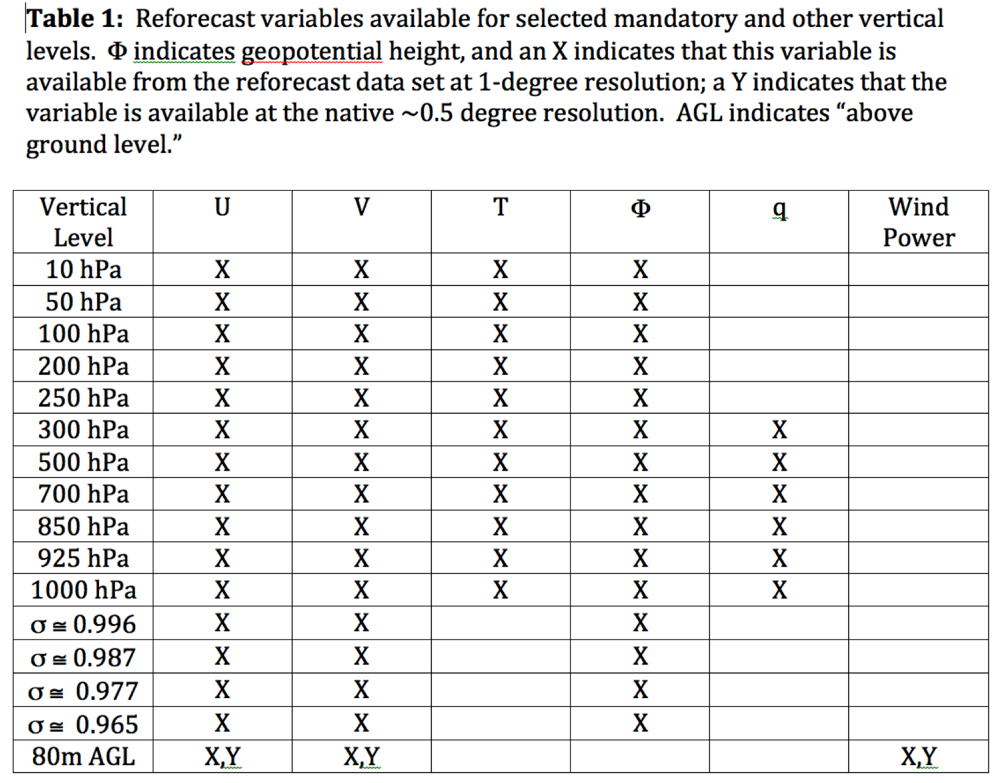 Table 1: Reforecast variables available for selected mandatory and other vertical
levels. Φ indicates geopotential height, and an X indicates that this variable is
available from the reforecast data set at 1-degree resolution; a Y indicates that the
variable is available at the native ~0.5 degree resolution. AGL indicates “above
ground level.”
Vertical Level U V T Φ q Wind Power
10 hPa X X X X
50 hPa X X X X
100 hPa X X X X
200 hPa X X X X
250 hPa X X X X
300 hPa X X X X X
500 hPa X X X X X
700 hPa X X X X X
850 hPa X X X X X
925 hPa X X X X X
1000 hPa X X X X X
σ ≅ 0.996 X X X
σ ≅ 0.987 X X X
σ ≅ 0.977 X X X
σ ≅ 0.965 X X X
80m AGL X,Y X,Y X,Y